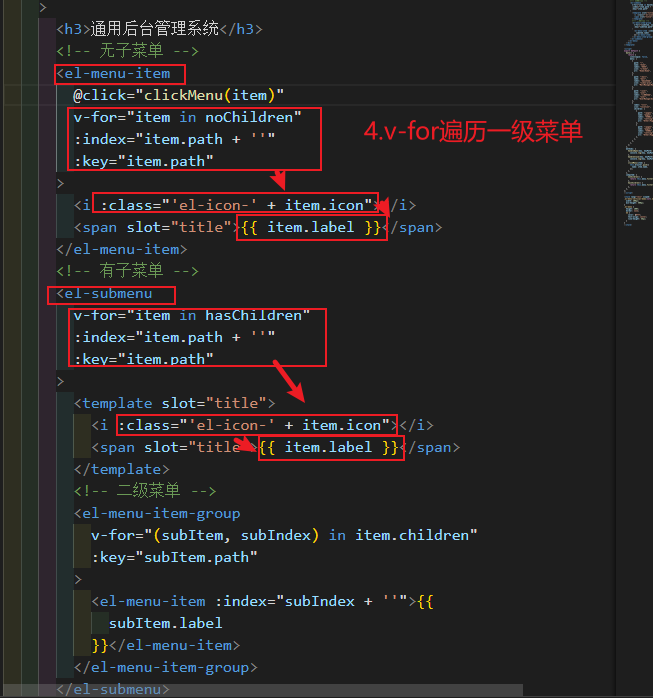 >
<h3>通用后台管理系统</h3>
<!-- 无子菜单 -->
<el-menu-item
@click="clickMenu(item)"
v-for="item in noChildren"
4.v-for遍历一级菜单
:index="item.path + ''"
:key="item.path"
>
<i :class="'el-icon-' + item.icon"></i>
<span slot="title">{{ item.label }}</span>
</el-menu-item>
<!-- 有子菜单 -->
<el-submenu
v-for="item in hasChildren"
:index="item.path + ''"
:key="item.path"
>
<template slot="title">
<i :class="'el-icon-' + item.icon"></i>
<span slot="title">{{ item.label }}</span>
</template>
<!-- 二级菜单 -->
<el-menu-item-group
v-for="(subItem, subIndex) in item.children"
:key="subItem.path"
>
<el-menu-item :index="subIndex + ''">{{
subItem.label
}}</el-menu-item>
</el-menu-item-group>
</el-submenu>